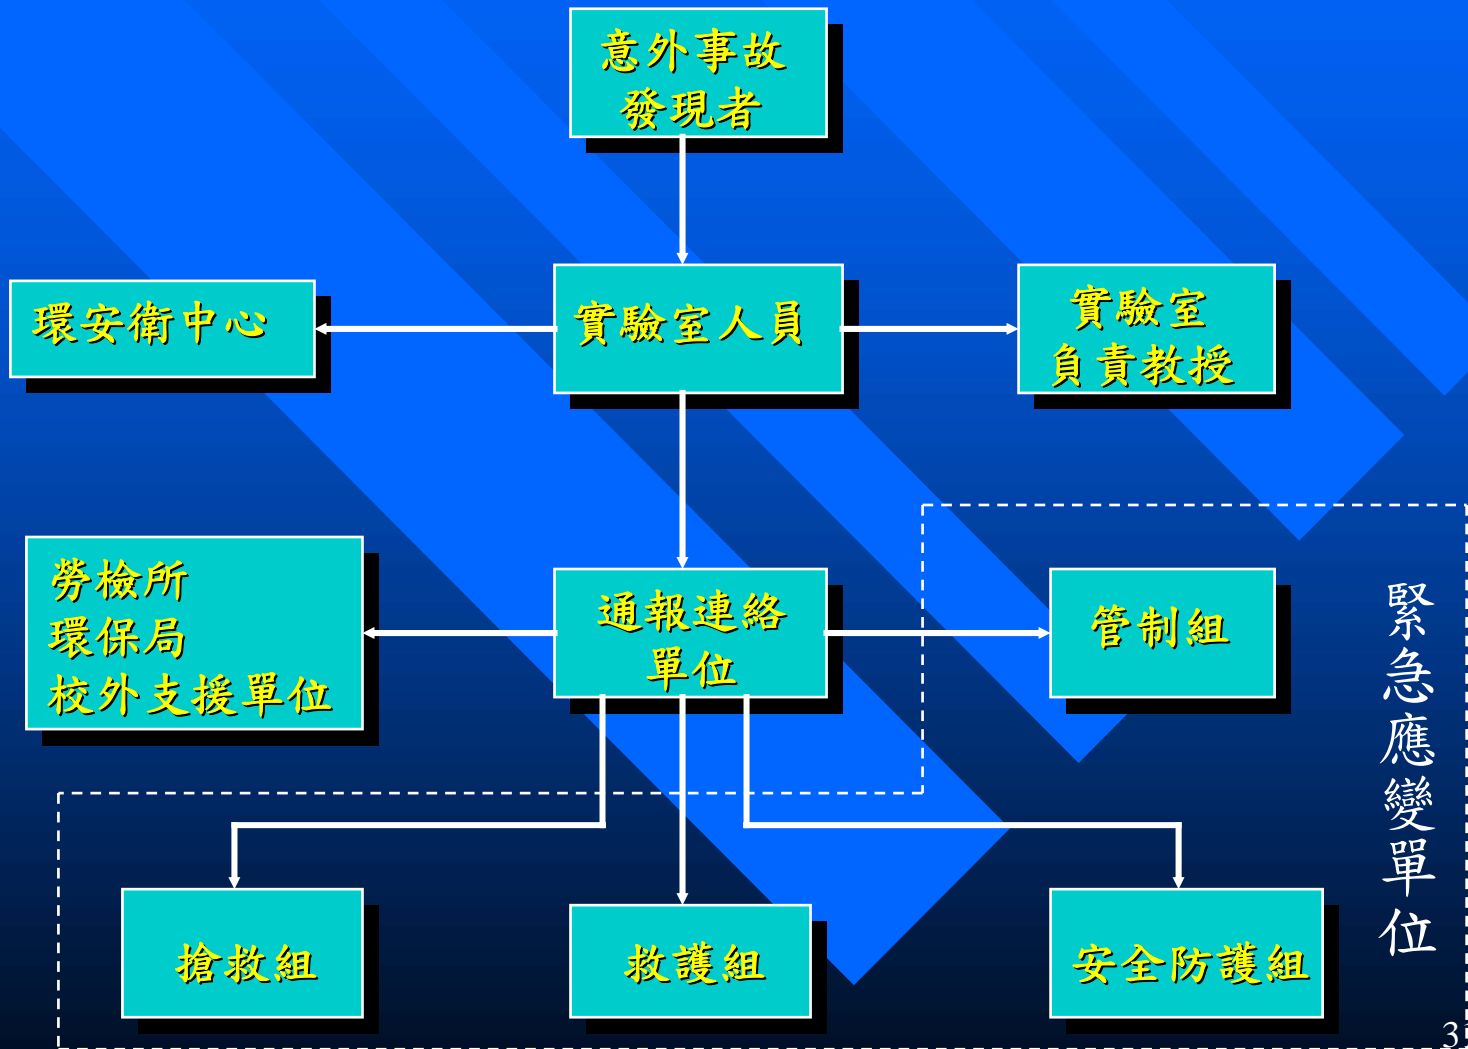 意外事故
發現者
環安衛中心
實驗室人員
實驗室
負責教授
勞檢所
環保局
校外支援單位
通報連絡
單位
管制組
緊急應變單位
搶救組
救護組
安全防護組
3